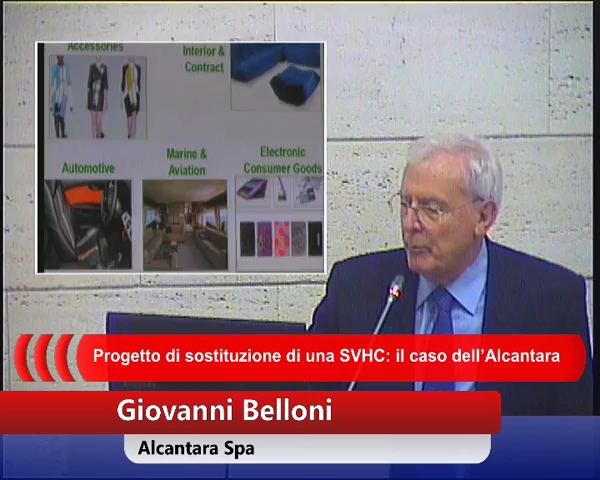 Accessories
Interior &
Contract
Automotive
Marine &
Aviation
Electronic
Consumer Goods
Progetto di sostituzione di una SVHC: il caso dell'Alcantara
Giovanni Belloni
Alcantara Spa